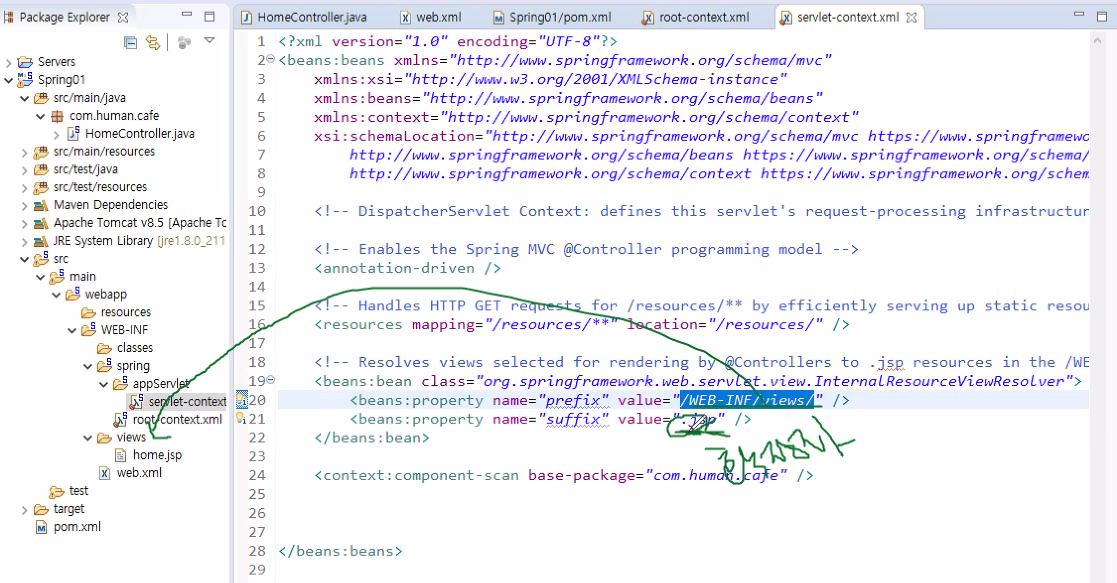 Package Explorer
Servers
Spring01
src/main/java
com.human.cafe
HomeController.java
src/main/resources
src/test/java
src/test/resources
Maven Dependencies
Apache Tomcat v8.5 [Apache Tc
JRE System Library [jre1.8.0_211
src
main
webapp
resources
WEB-INF
classes
spring
appServlet
servlet-context
root-context.xml
views
home.jsp
web.xml
test
target
pom.xml
HomeController.java
web.xml
Spring01/pom.xml
root-context.xml
servlet-context.xml
1 <?xml version="1.0" encoding="UTF-8"?>
2 <beans:beans xmlns="http://www.springframework.org/schema/mvc"
3 xmlns:xsi="http://www.w3.org/2001/XMLSchema-instance"
4 xmlns:beans="http://www.springframework.org/schema/beans"
5 xmlns:context="http://www.springframework.org/schema/context"
6 xsi:schemaLocation="http://www.springframework.org/schema/mvc https://www.springframewo
7 http://www.springframework.org/schema/beans https://www.springframework.org/schema/
8 http://www.springframework.org/schema/context https://www.springframework.org/schem
9
10 <!-- DispatcherServlet Context: defines this servlet's request-processing infrastructur
11
12 <!-- Enables the Spring MVC @Controller programming model -->
13 <annotation-driven />
14
15 <!-- Handles HTTP GET requests for /resources/** by efficiently serving up static resou
16 <resources mapping="/resources/**" location="/resources/" />
17
18 <!-- Resolves views selected for rendering by @Controllers to .jsp resources in the /WE
19 <beans:bean class="org.springframework.web.servlet.view.InternalResourceViewResolver">
20 <beans:property name="prefix" value="/WEB-INF/views/" />
21 <beans:property name="suffix" value=".jsp" />
22 </beans:bean>
23
24 <context:component-scan base-package="com.human.cafe" />
25
26
27
28 </beans:beans>
29